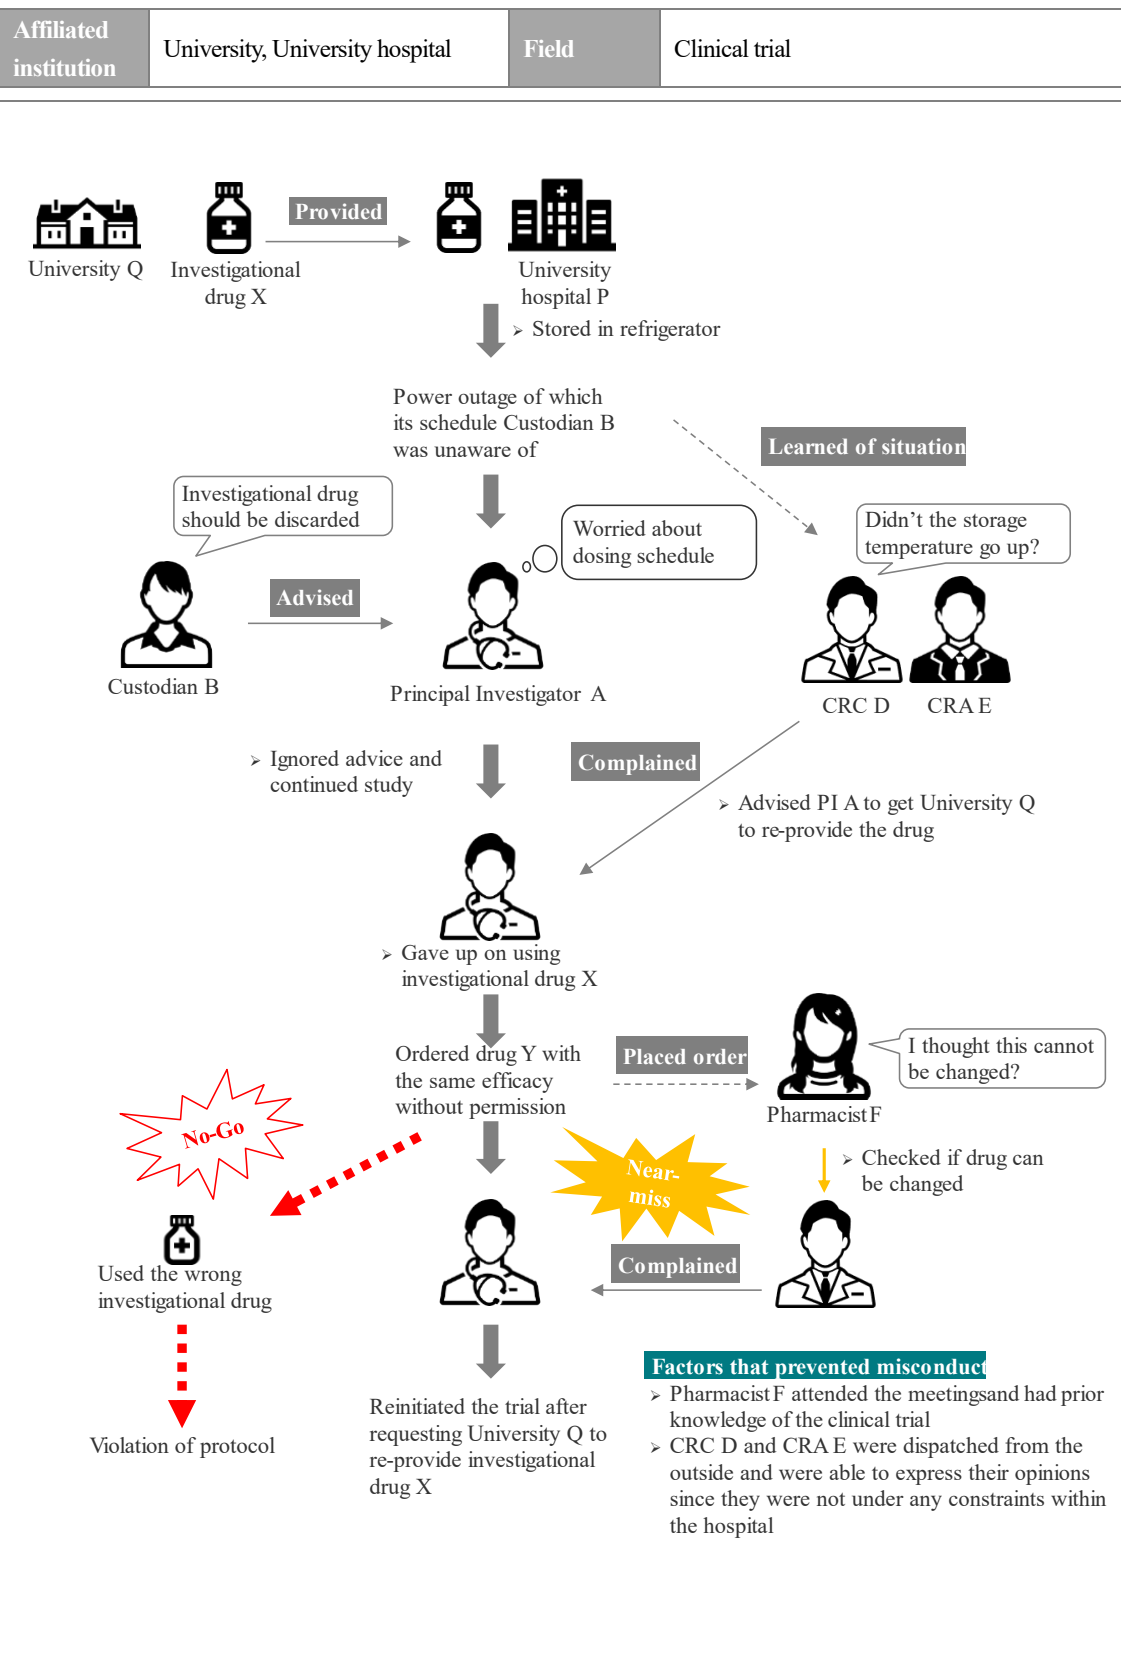 Affiliated
institution
University, University hospital
Field
Clinical trial
Provided
University Q
Investigational
drug X
University
hospital P
➢ Stored in refrigerator
Power outage of which
its schedule Custodian B
was unaware of
Learned of situation
Investigational drug
should be discarded
Worried about
dosing schedule
Didn't the storage
temperature go up?
Advised
Custodian B
Principal Investigator A
CRC D
CRA E
➢ Ignored advice and
continued study
Complained
➢ Advised PI A to get University Q
to re-provide the drug
➢ Gave up on using
investigational drug X
Ordered drug Y with
the same efficacy
without permission
Placed order
I thought this cannot
be changed?
Pharmacist F
No-Go
Near-
miss
➢ Checked if drug can
be changed
Complained
Used the wrong
investigational drug
Violation of protocol
Reinitiated the trial after
requesting University Q to
re-provide investigational
drug X
Factors that prevented misconduct
➢ Pharmacist F attended the meetingsand had prior
knowledge of the clinical trial
➢ CRC D and CRA E were dispatched from the
outside and were able to express their opinions
since they were not under any constraints within
the hospital